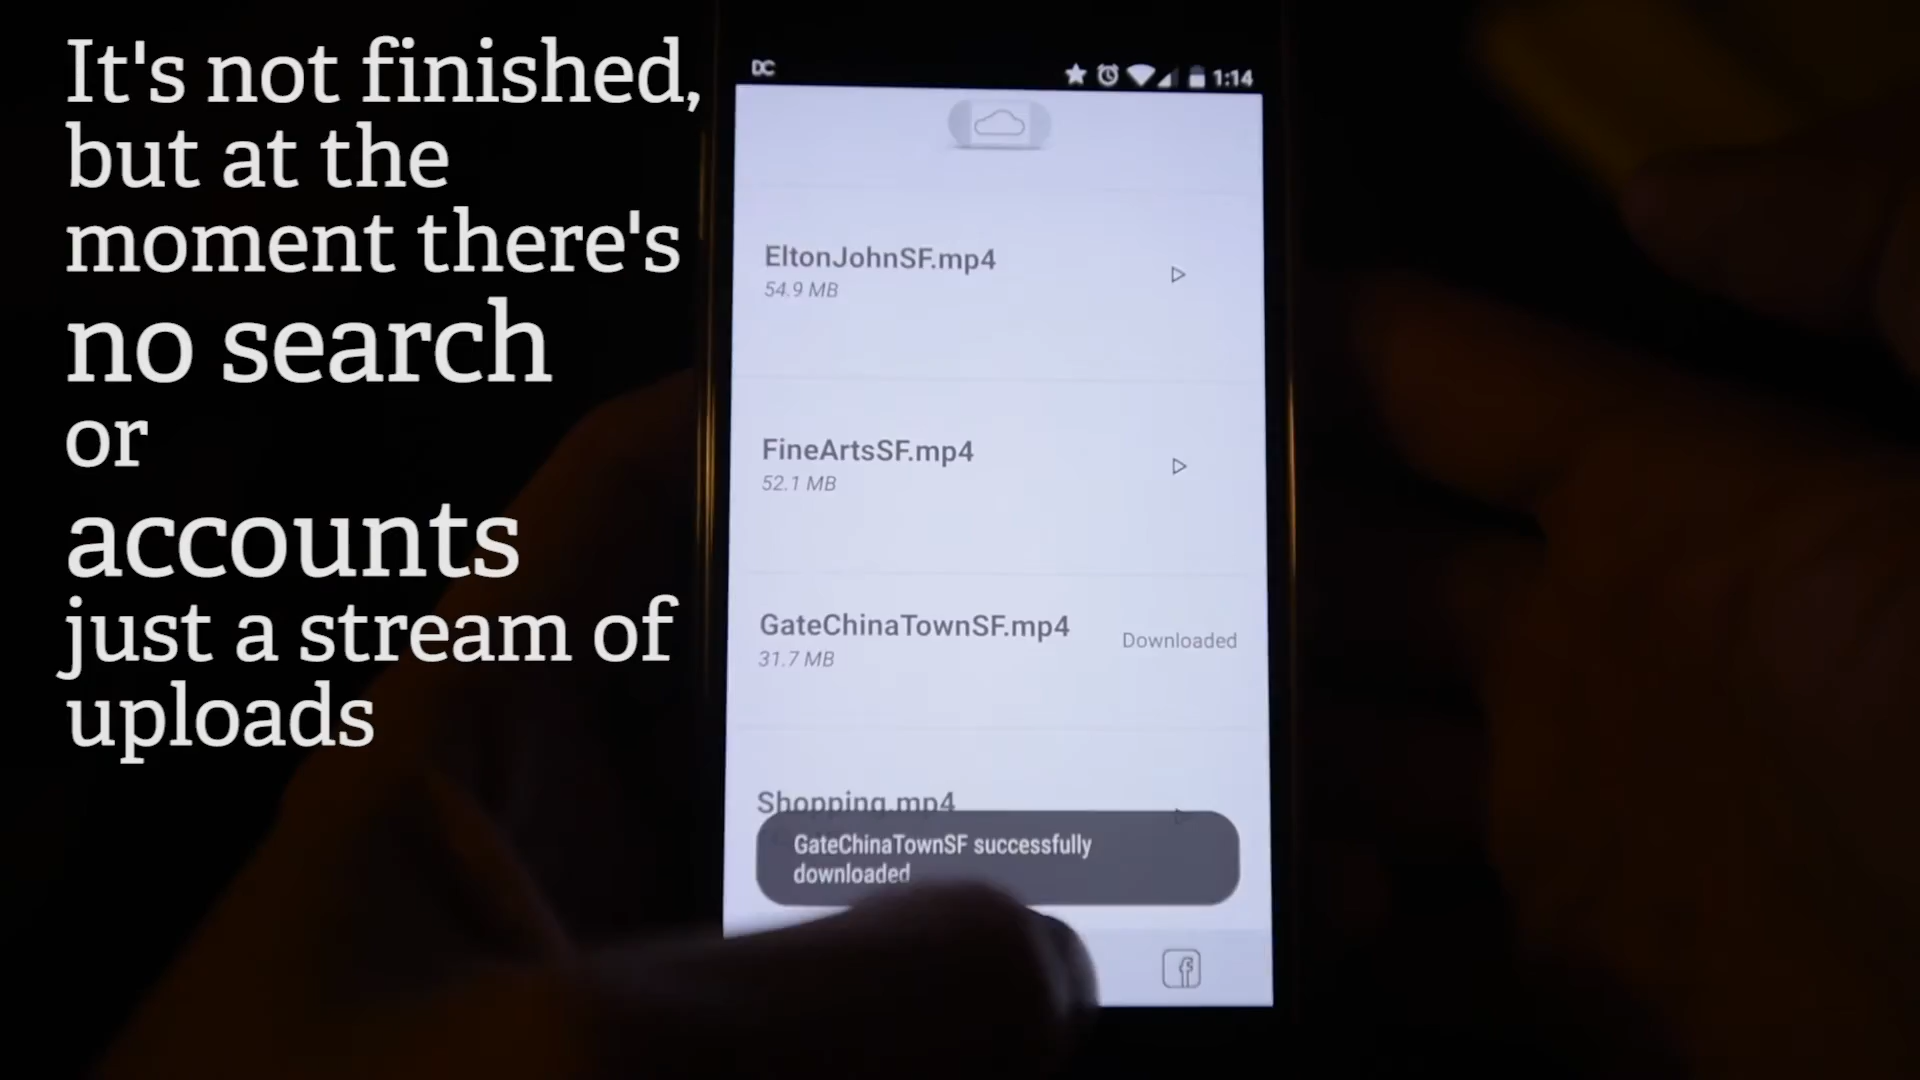 It's not finished,
but at the
moment there's
no search
or
accounts
just a stream of
uploads
DC
1:14
EltonJohnSF.mp4
54.9 MB
FineArtsSF.mp4
52.1 MB
GateChinaTownSF.mp4
31.7 MB
Downloaded
Shopping.mp4
GateChinaTownSF successfully
downloaded